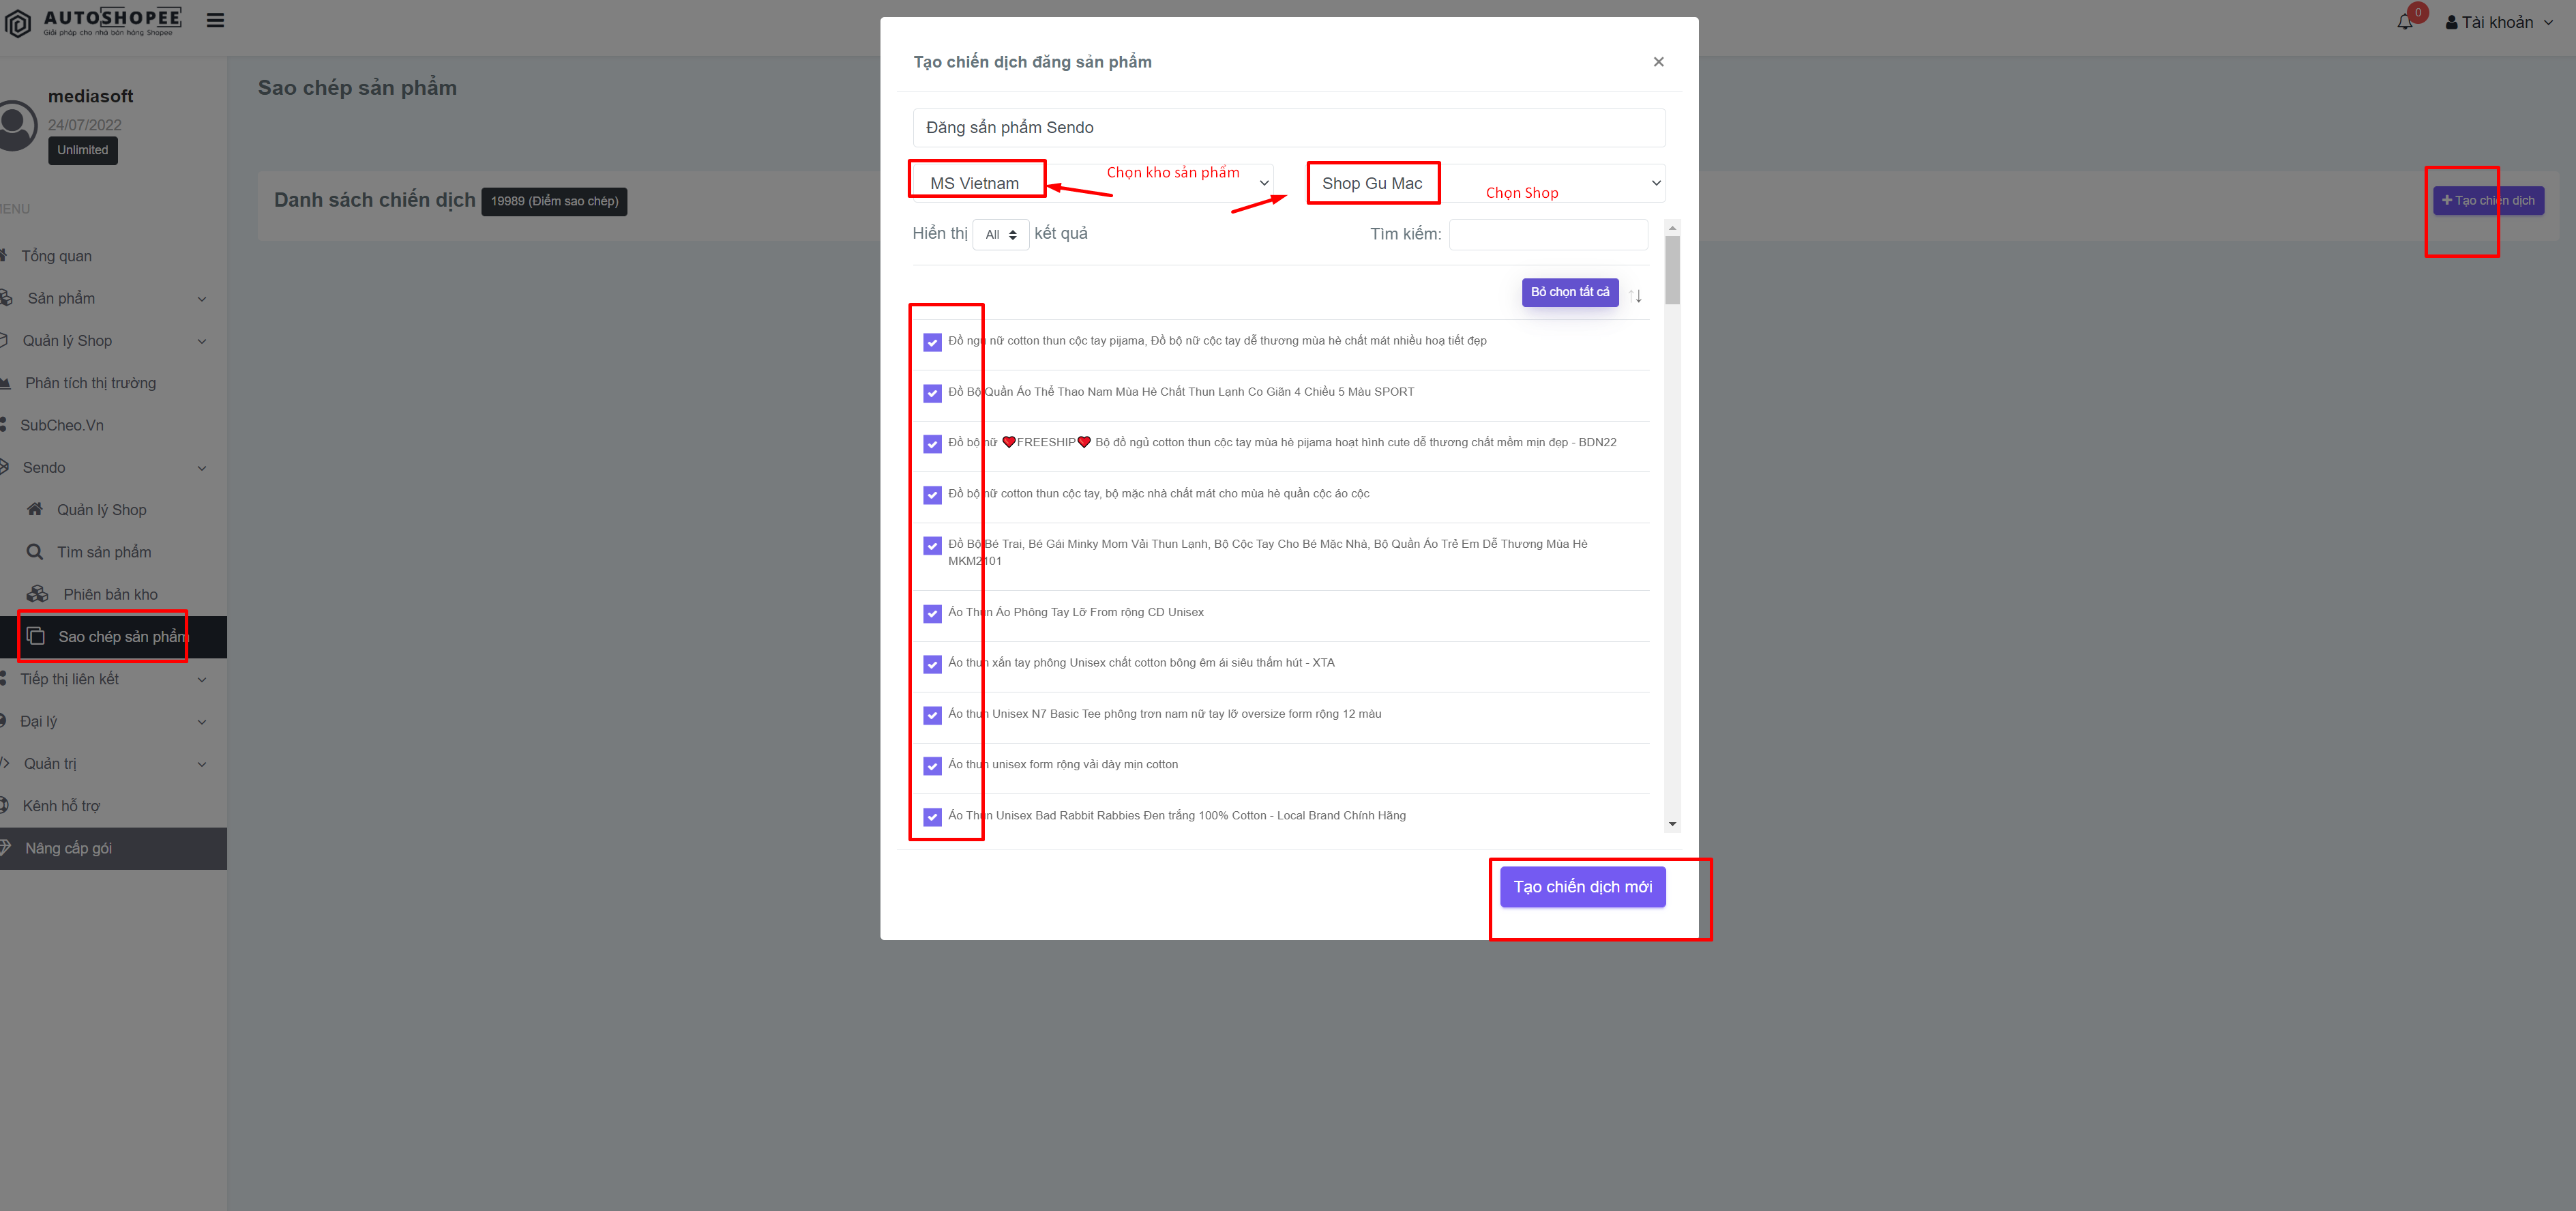 AUTOSHOPEE
Giải pháp cho nhà bán hàng Shopee
0
Tài khoản
mediasoft
24/07/2022
Unlimited
MENU
Tổng quan
Sản phẩm
Quản lý Shop
Phân tích thị trường
SubCheo.Vn
Sendo
Quản lý Shop
Tìm sản phẩm
Phiên bản kho
Sao chép sản phẩm
Tiếp thị liên kết
Đại lý
Quản trị
Kênh hỗ trợ
Nâng cấp gói
Sao chép sản phẩm
Danh sách chiến dịch 19989 (Điểm sao chép)
Tạo chiến dịch
Tạo chiến dịch đăng sản phẩm
×
Đăng sẩn phẩm Sendo
MS Vietnam
Chọn kho sản phẩm
Shop Gu Mac
Chọn Shop
Hiển thị All kết quả
Tìm kiếm:
Bỏ chọn tất cả
Đồ ngủ nữ cotton thun cộc tay pijama, Đồ bộ nữ cộc tay dễ thương mùa hè chất mát nhiều hoạ tiết đẹp
Đồ Bộ Quần Áo Thể Thao Nam Mùa Hè Chất Thun Lạnh Co Giãn 4 Chiều 5 Màu SPORT
Đồ bộ nữ ❤️FREESHIP❤️ Bộ đồ ngủ cotton thun cộc tay mùa hè pijama hoạt hình cute dễ thương chất mềm mịn đẹp - BDN22
Đồ bộ nữ cotton thun cộc tay, bộ mặc nhà chất mát cho mùa hè quần cộc áo cộc
Đồ Bộ Bé Trai, Bé Gái Minky Mom Vải Thun Lạnh, Bộ Cộc Tay Cho Bé Mặc Nhà, Bộ Quần Áo Trẻ Em Dễ Thương Mùa Hè
MKM2101
Áo Thun Áo Phông Tay Lỡ From rộng CD Unisex
Áo thun xắn tay phông Unisex chất cotton bông êm ái siêu thấm hút - XTA
Áo thun Unisex N7 Basic Tee phông trơn nam nữ tay lỡ oversize form rộng 12 màu
Áo thun unisex form rộng vải dày mịn cotton
Áo Thun Unisex Bad Rabbit Rabbies Đen trắng 100% Cotton - Local Brand Chính Hãng
Tạo chiến dịch mới